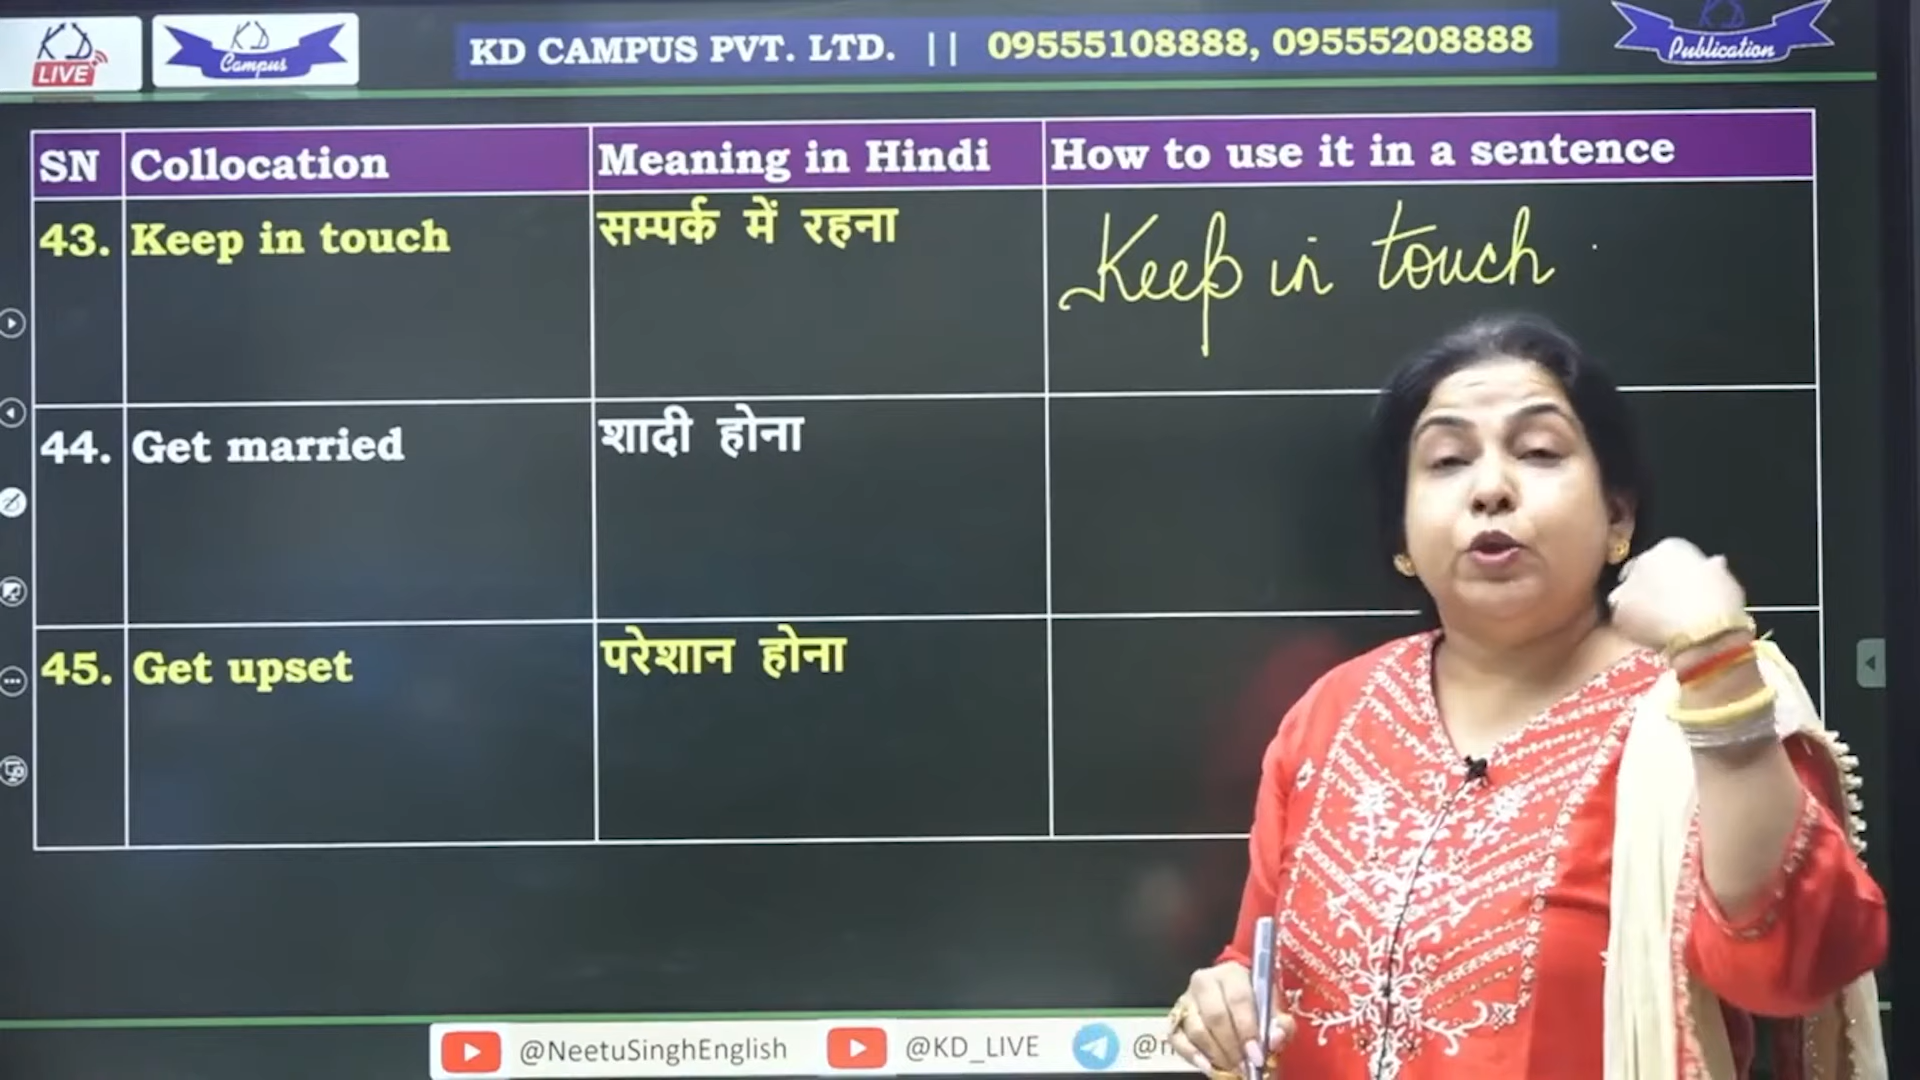 KD
LIVE
KD
Campus
KD CAMPUS PVT. LTD. || 09555108888, 09555208888
KD
Publication
SN Collocation Meaning in Hindi How to use it in a sentence
43. Keep in touch सम्पर्क में रहना Keep in touch
44. Get married शादी होना
45. Get upset परेशान होना
@NeetuSinghEnglish @KD_LIVE